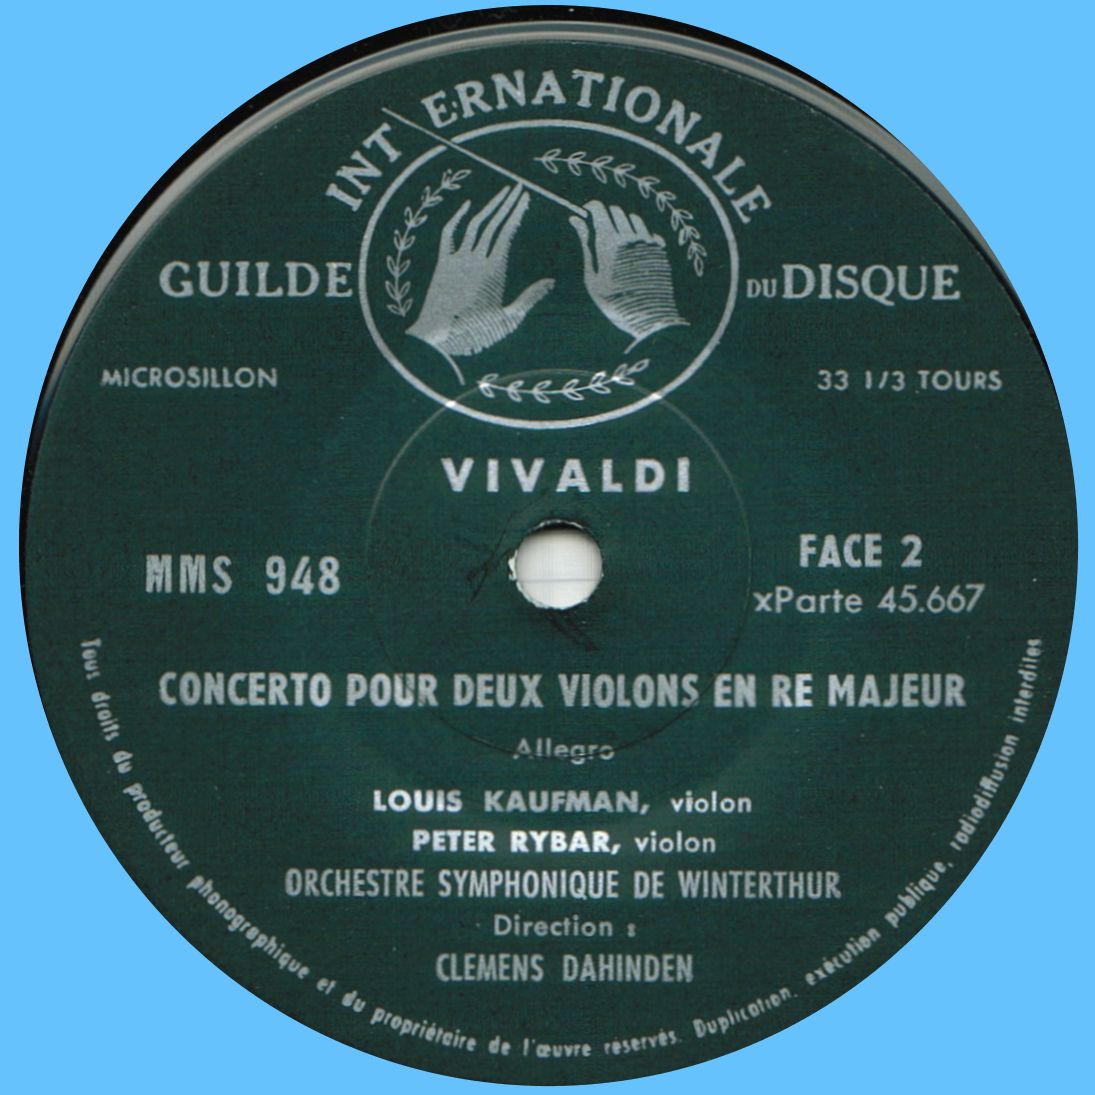 INTERNATIONALE
GUILDE DU DISQUE
MICROSILLON
33 1/3 TOURS
VIVALDI
MMS 948
FACE 2
xParte 45.667
CONCERTO POUR DEUX VIOLONS EN RE MAJEUR
Allegro
LOUIS KAUFMAN, violon
PETER RYBAR, violon
ORCHESTRE SYMPHONIQUE DE WINTERTHUR
Direction :
CLEMENS DAHINDEN
Tous droits du producteur phonographique et du propriétaire de l'œuvre réservés. Duplication, exécution publique, radiodiffusion interdites